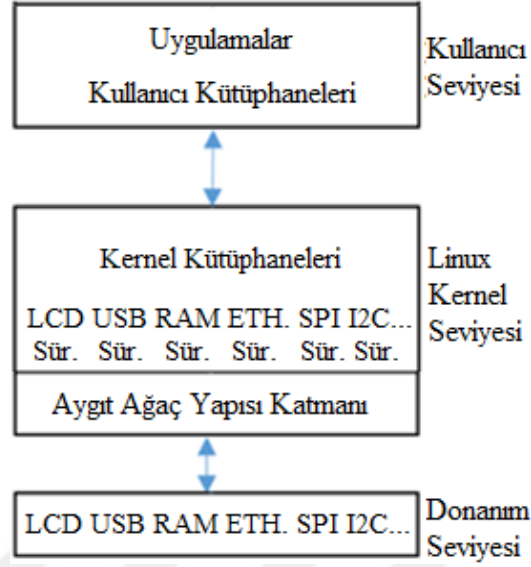 Uygulamalar
Kullanıcı Kütüphaneleri
Kullanıcı
Seviyesi
Kernel Kütüphaneleri
LCD USB RAM ETH. SPI I2C...
Sür. Sür. Sür. Sür. Sür. Sür.
Aygıt Ağaç Yapısı Katmanı
Linux
Kernel
Seviyesi
LCD USB RAM ETH. SPI I2C...
Donanım
Seviyesi